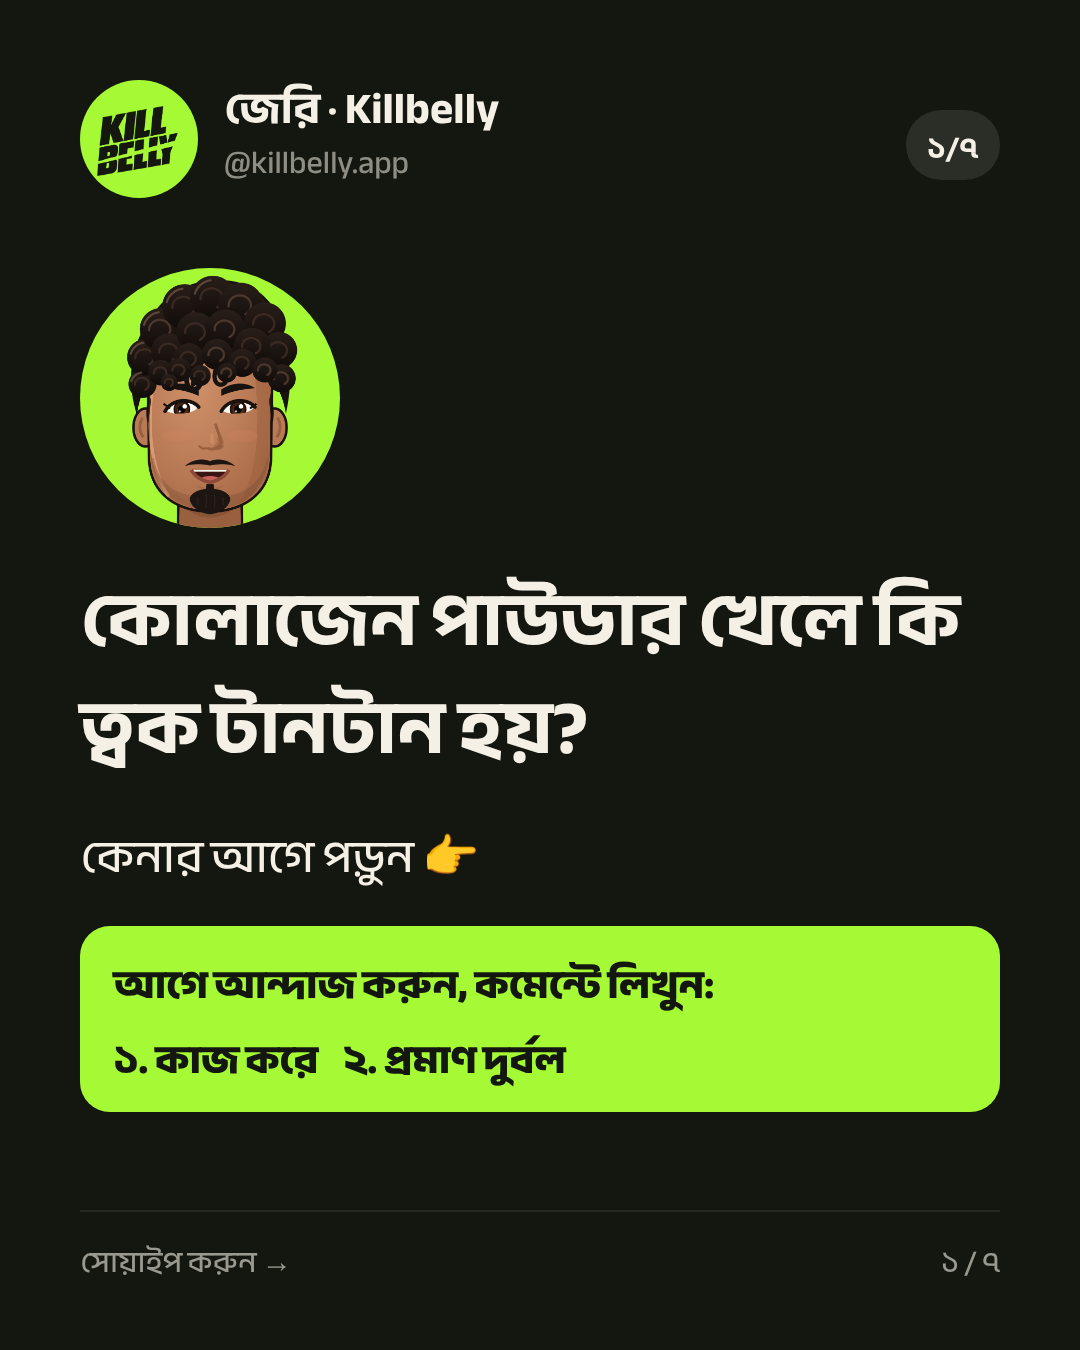 KILL
BELLY
BELLY
জেরি · Killbelly
@killbelly.app
১/৭
কোলাজেন পাউডার খেলে কি
ত্বক টানটান হয়?
কেনার আগে পড়ুন 👉
আগে আন্দাজ করুন, কমেন্টে লিখুন:
১. কাজ করে ২. প্রমাণ দুর্বল
সোয়াইপ করুন →
১ / ৭